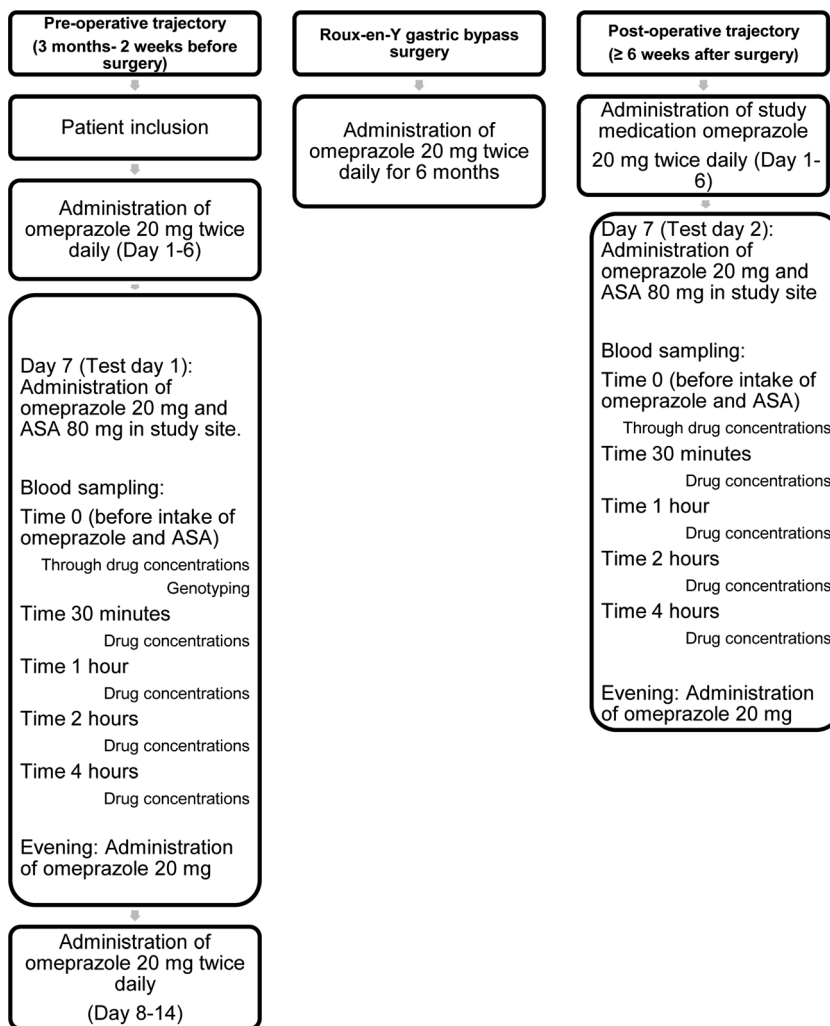 Pre-operative trajectory
(3 months- 2 weeks before
surgery)
Patient inclusion
Administration of
omeprazole 20 mg twice
daily (Day 1-6)
Day 7 (Test day 1):
Administration of
omeprazole 20 mg and
ASA 80 mg in study site.
Blood sampling:
Time 0 (before intake of
omeprazole and ASA)
Through drug concentrations
Genotyping
Time 30 minutes
Drug concentrations
Time 1 hour
Drug concentrations
Time 2 hours
Drug concentrations
Time 4 hours
Drug concentrations
Evening: Administration
of omeprazole 20 mg
Administration of
omeprazole 20 mg twice
daily
(Day 8-14)
Roux-en-Y gastric bypass
surgery
Administration of
omeprazole 20 mg twice
daily for 6 months
Post-operative trajectory
(≥ 6 weeks after surgery)
Administration of study
medication omeprazole
20 mg twice daily (Day 1-
6)
Day 7 (Test day 2):
Administration of
omeprazole 20 mg and
ASA 80 mg in study site
Blood sampling:
Time 0 (before intake of
omeprazole and ASA)
Through drug concentrations
Time 30 minutes
Drug concentrations
Time 1 hour
Drug concentrations
Time 2 hours
Drug concentrations
Time 4 hours
Drug concentrations
Evening: Administration
of omeprazole 20 mg